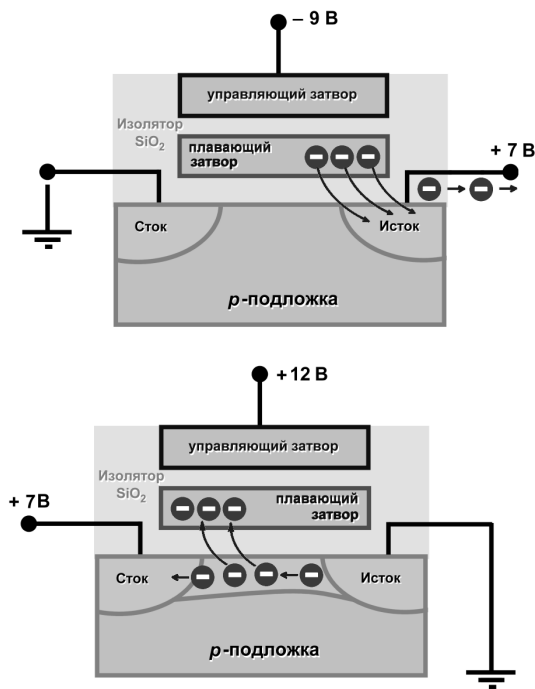 – 9 В
управляющий затвор
Изолятор
SiO₂
плавающий
затвор
+ 7 В
Сток
Исток
p-подложка
+ 12 В
управляющий затвор
Изолятор
SiO₂
плавающий
затвор
+ 7В
Сток
Исток
p-подложка